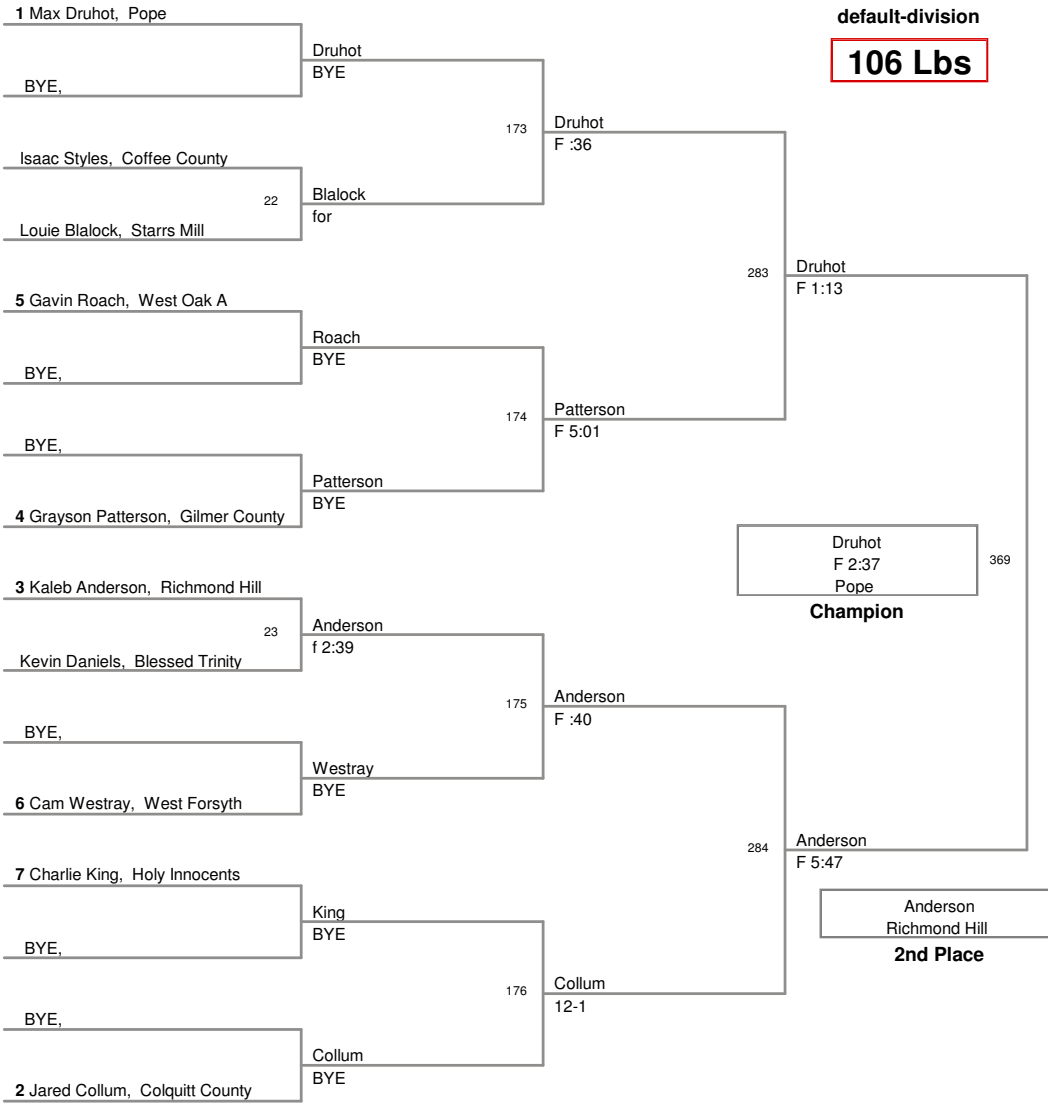 default-division
106 Lbs
1 Max Druhot, Pope
BYE,
Isaac Styles, Coffee County
22
Louie Blalock, Starrs Mill
5 Gavin Roach, West Oak A
BYE,
BYE,
4 Grayson Patterson, Gilmer County
3 Kaleb Anderson, Richmond Hill
23
Kevin Daniels, Blessed Trinity
BYE,
6 Cam Westray, West Forsyth
7 Charlie King, Holy Innocents
BYE,
BYE,
2 Jared Collum, Colquitt County
Druhot
BYE
173
Blalock
for
Roach
BYE
174
Patterson
BYE
Anderson
f 2:39
175
Westray
BYE
King
BYE
176
Collum
BYE
Druhot
F :36
283
Patterson
F 5:01
Anderson
F :40
284
Collum
12-1
Druhot
F 1:13
369
Anderson
F 5:47
Druhot
F 2:37
Pope
Champion
Anderson
Richmond Hill
2nd Place